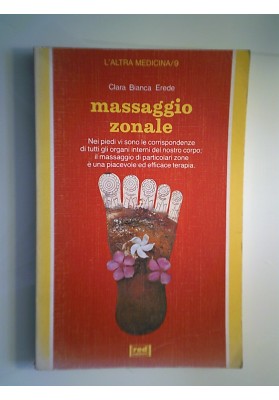 L'ALTRA MEDICINA/9
Clara Bianca Erede
massaggio
zonale
Nei piedi vi sono le corrispondenze
di tutti gli organi interni del nostro corpo:
il massaggio di particolari zone
è una piacevole ed efficace terapia.
red